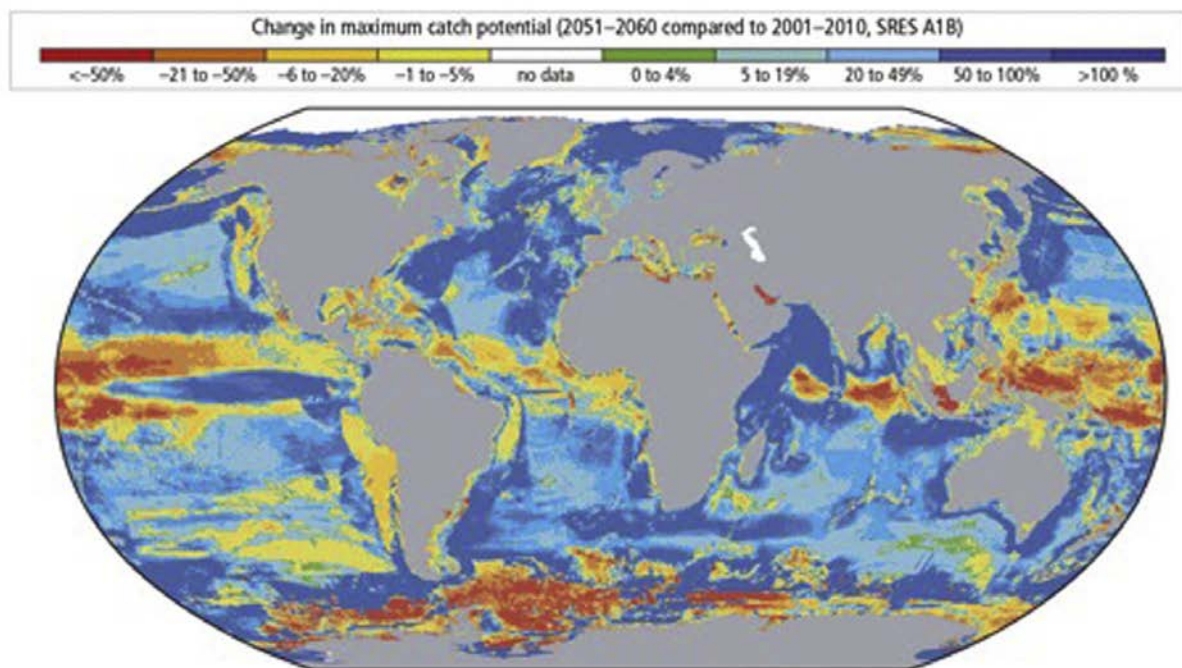 Change in maximum catch potential (2051–2060 compared to 2001–2010, SRES A1B)
<–50% –21 to –50% –6 to –20% –1 to –5% no data 0 to 4% 5 to 19% 20 to 49% 50 to 100% >100 %